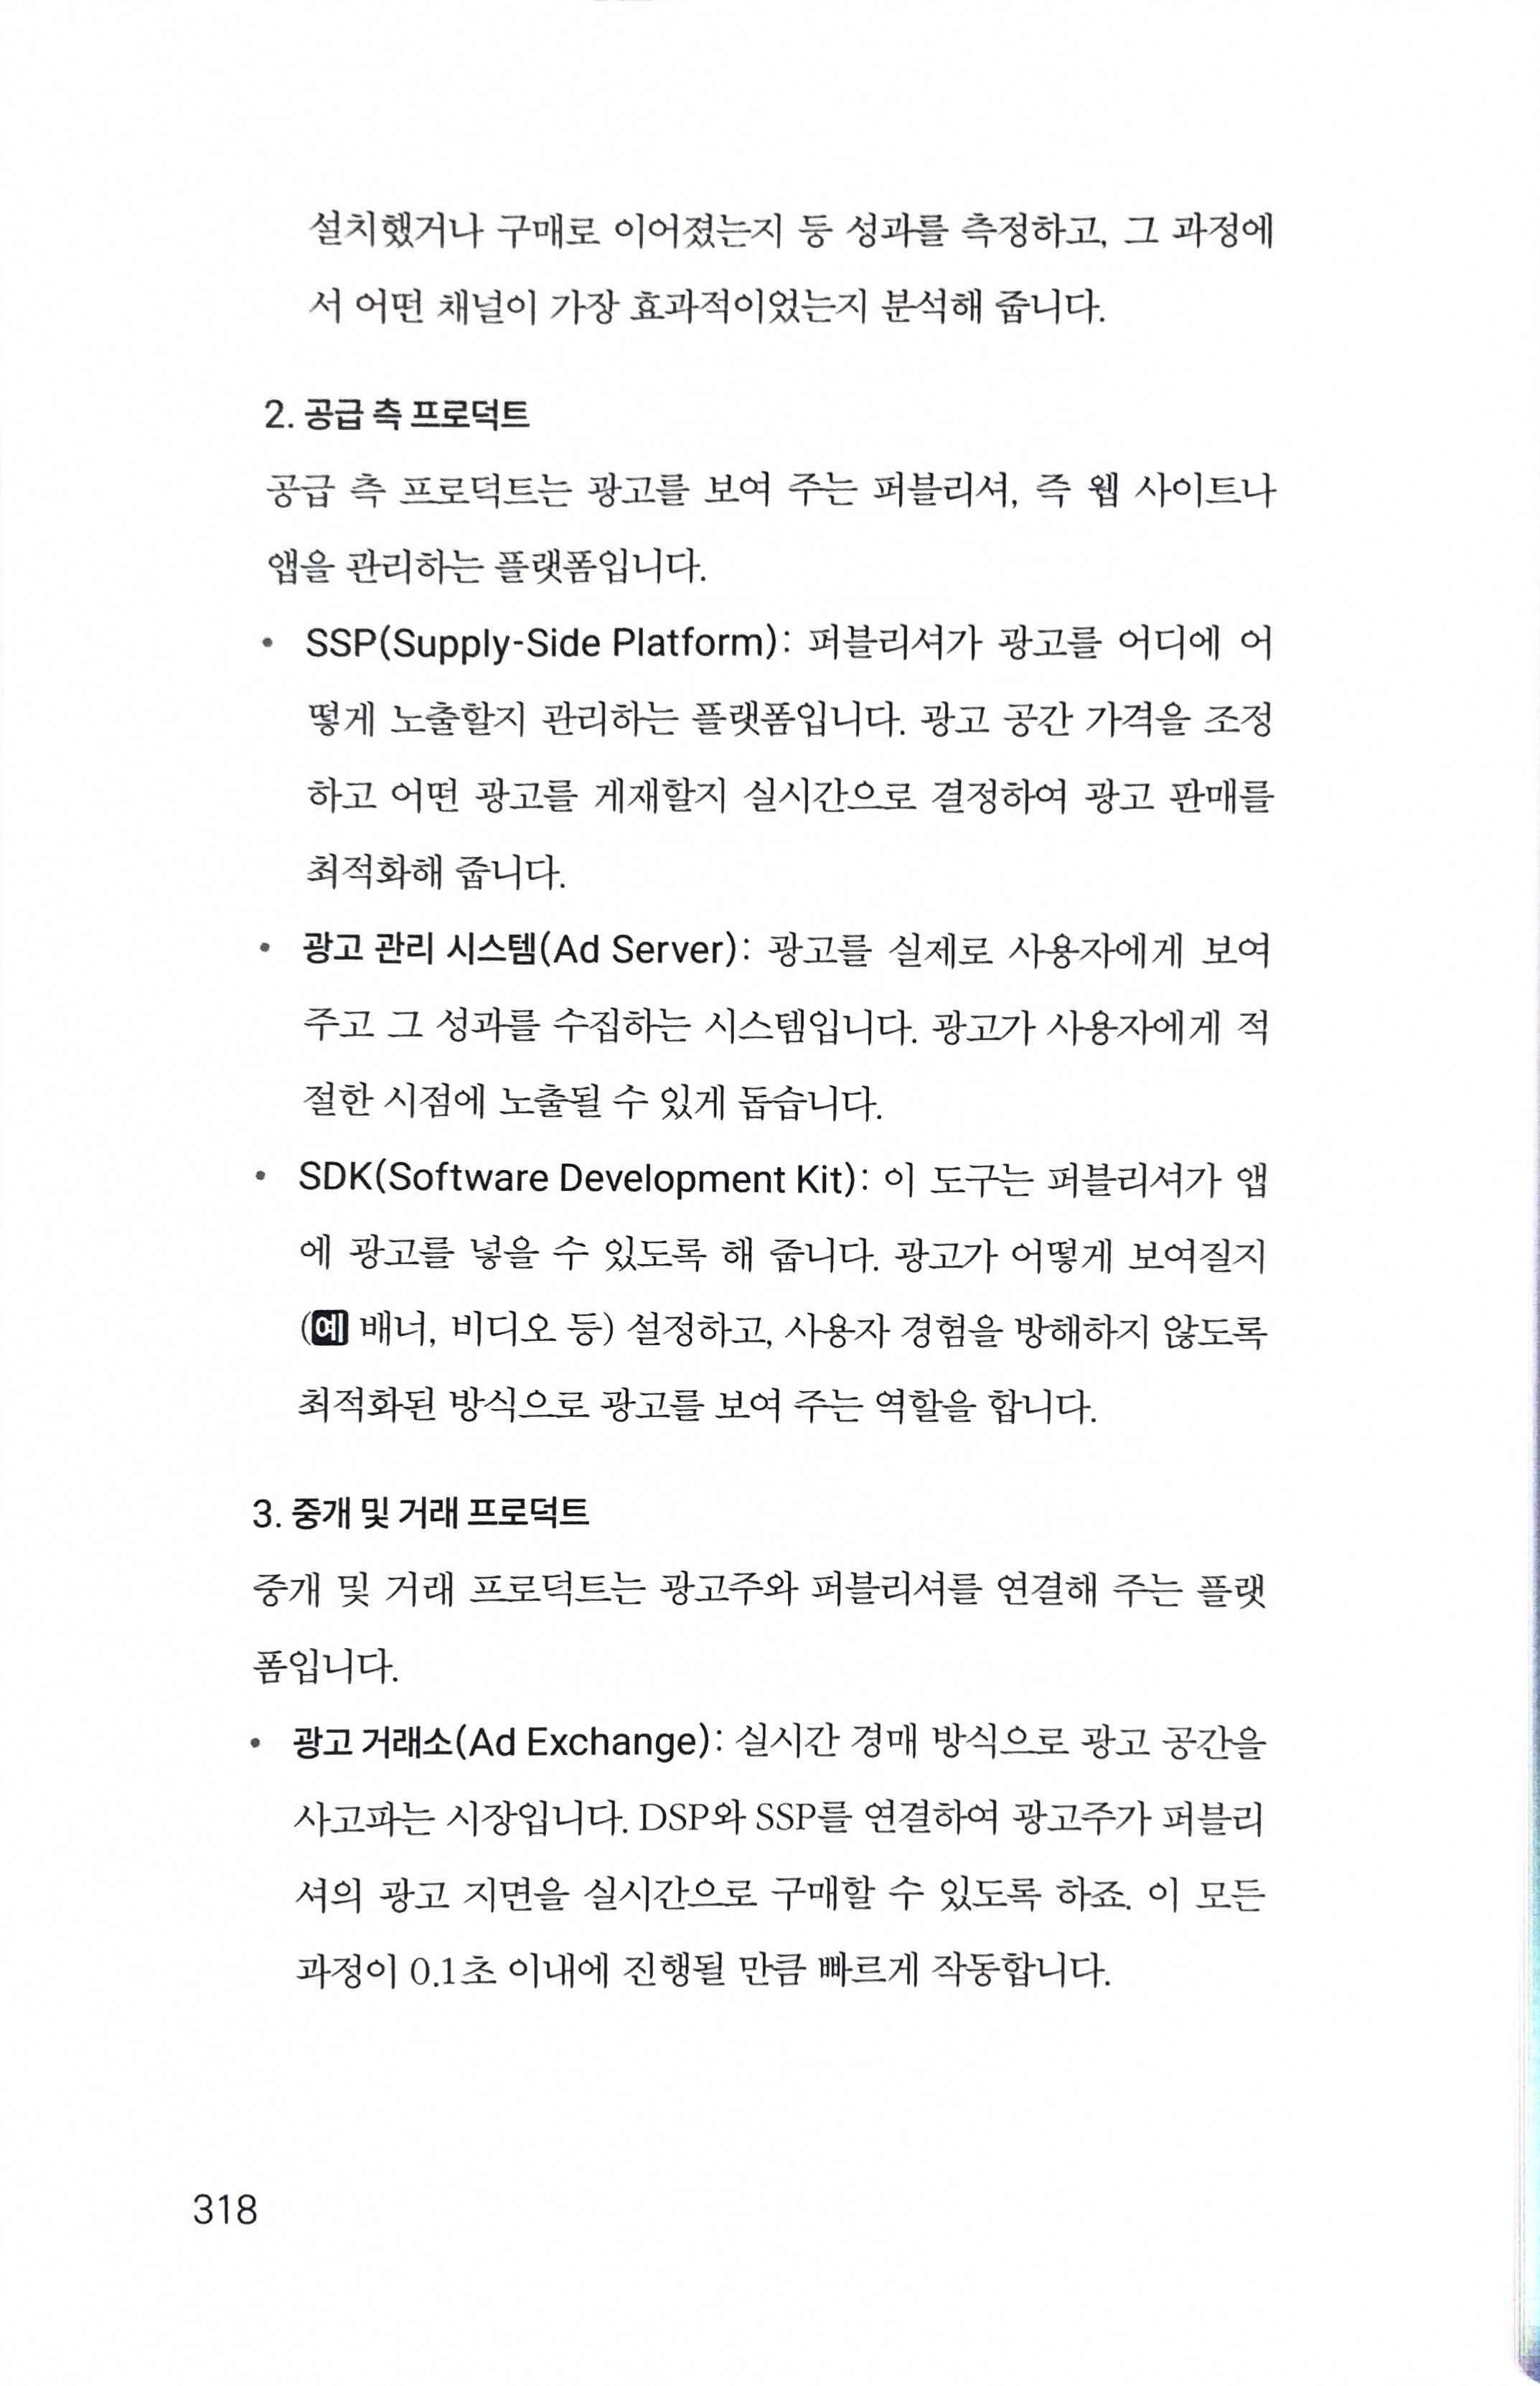 설치했거나 구매로 이어졌는지 등 성과를 측정하고, 그 과정에
서 어떤 채널이 가장 효과적이었는지 분석해 줍니다.
2. 공급 측 프로덕트
공급 측 프로덕트는 광고를 보여 주는 퍼블리셔, 즉 웹 사이트나
앱을 관리하는 플랫폼입니다.
• SSP(Supply-Side Platform): 퍼블리셔가 광고를 어디에 어
떻게 노출할지 관리하는 플랫폼입니다. 광고 공간 가격을 조정
하고 어떤 광고를 게재할지 실시간으로 결정하여 광고 판매를
최적화해 줍니다.
• 광고 관리 시스템(Ad Server): 광고를 실제로 사용자에게 보여
주고 그 성과를 수집하는 시스템입니다. 광고가 사용자에게 적
절한 시점에 노출될 수 있게 돕습니다.
• SDK(Software Development Kit): 이 도구는 퍼블리셔가 앱
에 광고를 넣을 수 있도록 해 줍니다. 광고가 어떻게 보여질지
(예 배너, 비디오 등) 설정하고, 사용자 경험을 방해하지 않도록
최적화된 방식으로 광고를 보여 주는 역할을 합니다.
3. 중개 및 거래 프로덕트
중개 및 거래 프로덕트는 광고주와 퍼블리셔를 연결해 주는 플랫
폼입니다.
• 광고 거래소(Ad Exchange): 실시간 경매 방식으로 광고 공간을
사고파는 시장입니다. DSP와 SSP를 연결하여 광고주가 퍼블리
셔의 광고 지면을 실시간으로 구매할 수 있도록 하죠. 이 모든
과정이 0.1초 이내에 진행될 만큼 빠르게 작동합니다.
318